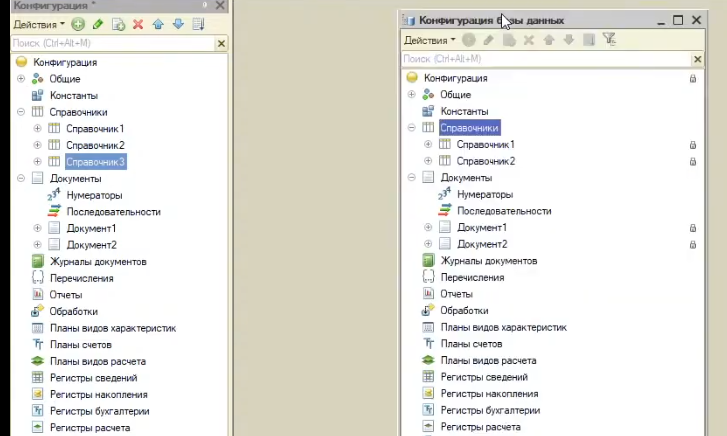 Конфигурация *
Действия
Поиск (Ctrl+Alt+M)
Конфигурация
Общие
Константы
Справочники
Справочник1
Справочник2
Справочник3
Документы
Нумераторы
Последовательности
Документ1
Документ2
Журналы документов
Перечисления
Отчеты
Обработки
Планы видов характеристик
Планы счетов
Планы видов расчета
Регистры сведений
Регистры накопления
Регистры бухгалтерии
Регистры расчета
Конфигурация базы данных
Действия
Поиск (Ctrl+Alt+M)
Конфигурация
Общие
Константы
Справочники
Справочник1
Справочник2
Документы
Нумераторы
Последовательности
Документ1
Документ2
Журналы документов
Перечисления
Отчеты
Обработки
Планы видов характеристик
Планы счетов
Планы видов расчета
Регистры сведений
Регистры накопления
Регистры бухгалтерии
Регистры расчета